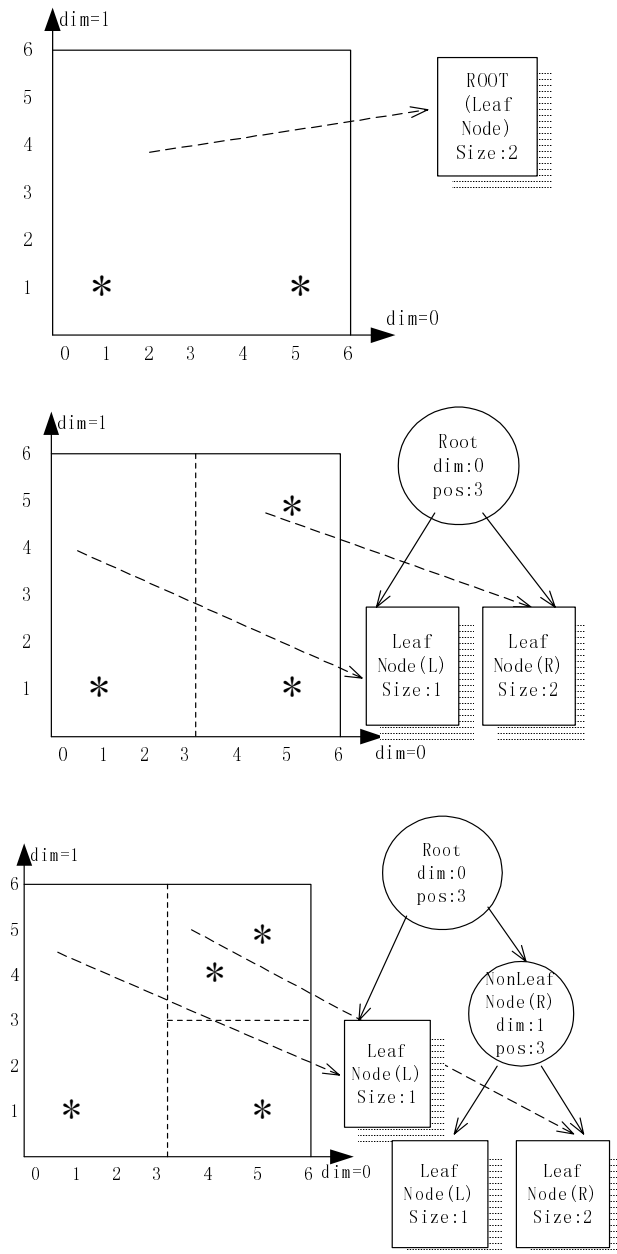 dim=1
6
5
4
3
2
1
*
*
0 1 2 3 4 5 6
dim=0
ROOT
(Leaf
Node)
Size:2
dim=1
6
5
4
3
2
1
*
*
*
0 1 2 3 4 5 6
dim=0
Root
dim:0
pos:3
Leaf
Node(L)
Size:1
Leaf
Node(R)
Size:2
dim=1
6
5
4
3
2
1
*
*
*
*
0 1 2 3 4 5 6
dim=0
Root
dim:0
pos:3
NonLeaf
Node(R)
dim:1
pos:3
Leaf
Node(L)
Size:1
Leaf
Node(L)
Size:1
Leaf
Node(R)
Size:2